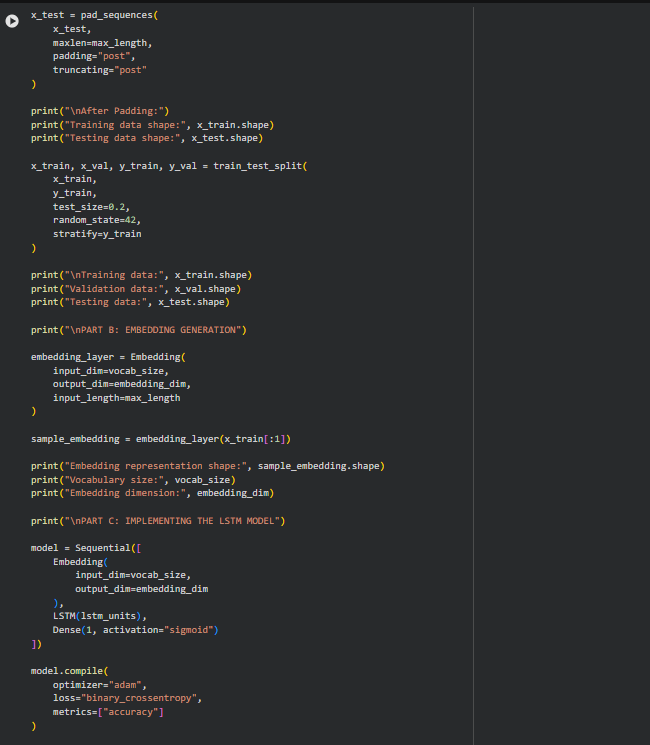 x_test = pad_sequences(
    x_test,
    maxlen=max_length,
    padding="post",
    truncating="post"
)

print("\nAfter Padding:")
print("Training data shape:", x_train.shape)
print("Testing data shape:", x_test.shape)

x_train, x_val, y_train, y_val = train_test_split(
    x_train,
    y_train,
    test_size=0.2,
    random_state=42,
    stratify=y_train
)

print("\nTraining data:", x_train.shape)
print("Validation data:", x_val.shape)
print("Testing data:", x_test.shape)

print("\nPART B: EMBEDDING GENERATION")

embedding_layer = Embedding(
    input_dim=vocab_size,
    output_dim=embedding_dim,
    input_length=max_length
)

sample_embedding = embedding_layer(x_train[:1])

print("Embedding representation shape:", sample_embedding.shape)
print("Vocabulary size:", vocab_size)
print("Embedding dimension:", embedding_dim)

print("\nPART C: IMPLEMENTING THE LSTM MODEL")

model = Sequential([
    Embedding(
        input_dim=vocab_size,
        output_dim=embedding_dim
    ),
    LSTM(lstm_units),
    Dense(1, activation="sigmoid")
])

model.compile(
    optimizer="adam",
    loss="binary_crossentropy",
    metrics=["accuracy"]
)